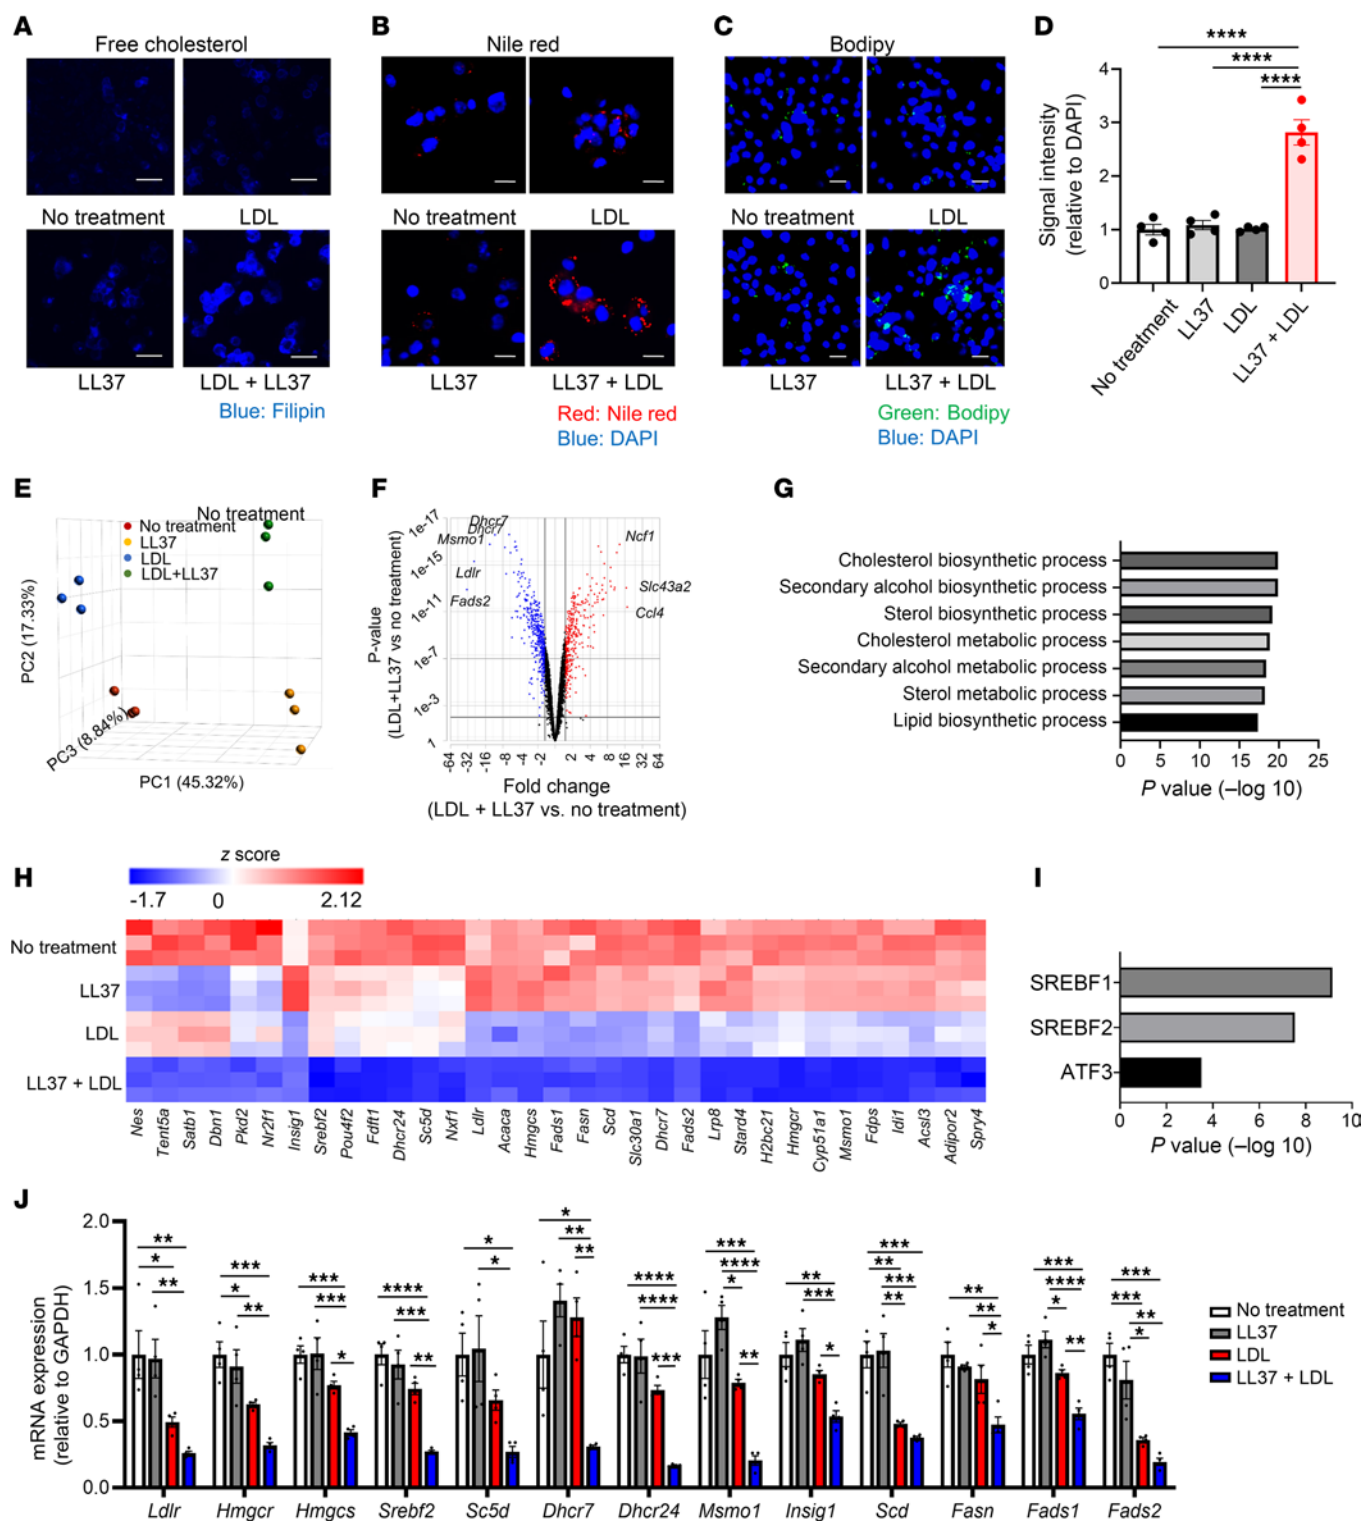 A
Free cholesterol
No treatment
LDL
LL37
LDL + LL37
Blue: Filipin
B
Nile red
No treatment
LDL
LL37
LL37 + LDL
Red: Nile red
Blue: DAPI
C
Bodipy
No treatment
LDL
LL37
LL37 + LDL
Green: Bodipy
Blue: DAPI
D
****
****
****
Signal intensity
(relative to DAPI)
4
3
2
1
0
No treatment
LL37
LDL
LL37 + LDL
E
No treatment
No treatment
LL37
LDL
LDL+LL37
PC2 (17.33%)
PC3 (8.84%)
PC1 (45.32%)
F
P-value
(LDL+LL37 vs no treatment)
1e-17
1e-15
1e-11
1e-7
1e-3
1
Dhcr7
Dhcr7
Msmo1
Ldlr
Fads2
Ncf1
Slc43a2
Ccl4
-64 -32 -16 -8 -4 -2 2 4 8 16 32 64
Fold change
(LDL + LL37 vs. no treatment)
G
Cholesterol biosynthetic process
Secondary alcohol biosynthetic process
Sterol biosynthetic process
Cholesterol metabolic process
Secondary alcohol metabolic process
Sterol metabolic process
Lipid biosynthetic process
0 5 10 15 20 25
P value (–log 10)
H
z score
-1.7 0 2.12
No treatment
LL37
LDL
LL37 + LDL
Nes Tent5a Satb1 Dbn1 Pkd2 Nr2f1 Insig1 Srebf2 Pou4f2 Fdft1 Dhcr24 Sc5d Nxf1 Ldlr Acaca Hmgcs Fads1 Fasn Scd Slc30a1 Dhcr7 Fads2 Lrp8 Stard4 H2bc21 Hmgcr Cyp51a1 Msmo1 Fdps Idi1 Acsl3 Adipor2 Spry4
I
SREBF1
SREBF2
ATF3
0 2 4 6 8 10
P value (–log 10)
J
mRNA expression
(relative to GAPDH)
2.0
1.5
1.0
0.5
0.0
** * **
*** * **
*** *** *
**** *** **
* *
* ** **
**** **** ***
*** **** * **
** *** *
*** ** *** **
** ** *
*** **** * **
*** *** ** *
Ldlr Hmgcr Hmgcs Srebf2 Sc5d Dhcr7 Dhcr24 Msmo1 Insig1 Scd Fasn Fads1 Fads2
No treatment
LL37
LDL
LL37 + LDL